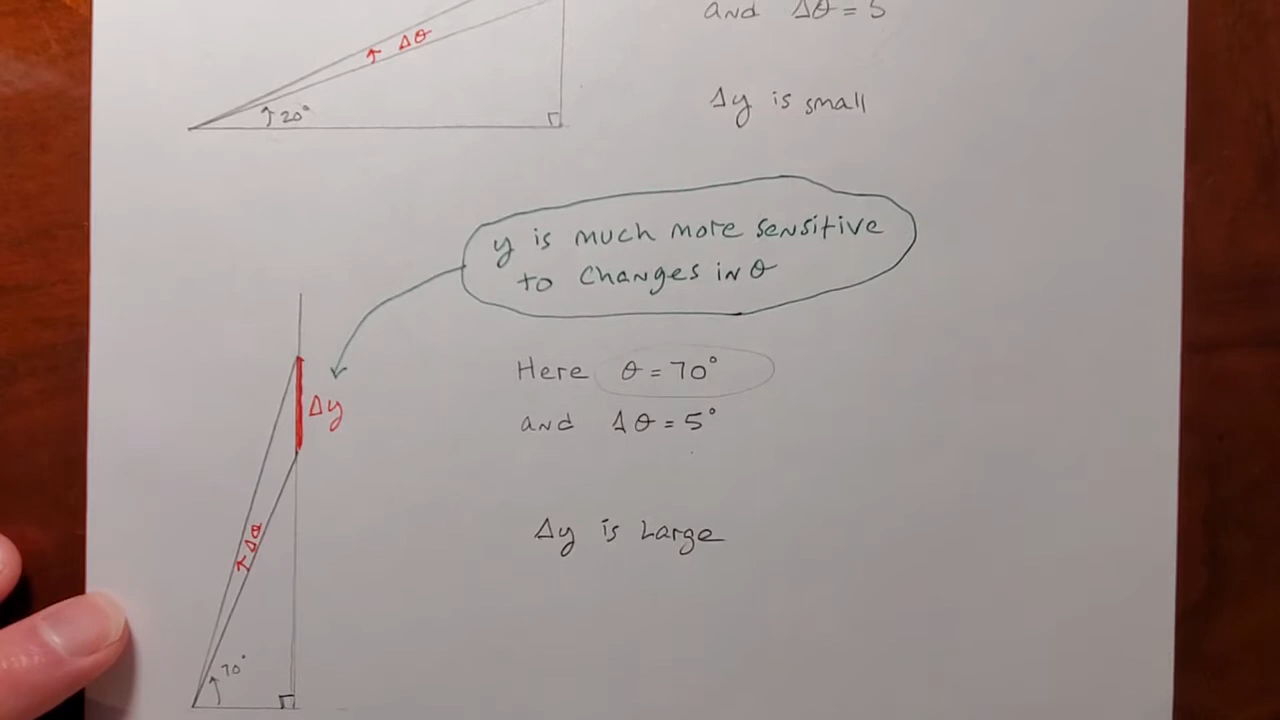 and Δθ = 5
Δθ
20°
Δy is small
y is much more sensitive
to changes in θ
Here θ = 70°
Δy
and Δθ = 5°
Δθ
Δy is Large
70°